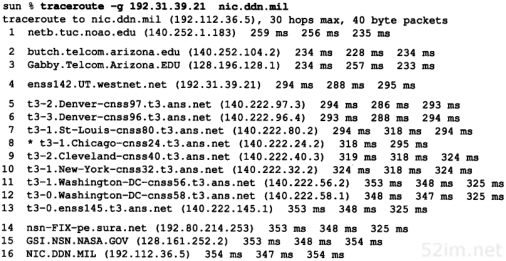 sun % traceroute -g 192.31.39.21 nic.ddn.mil
traceroute to nic.ddn.mil (192.112.36.5), 30 hops max, 40 byte packets
1 netb.tuc.noao.edu (140.252.1.183) 259 ms 256 ms 235 ms
2 butch.telcom.arizona.edu (140.252.104.2) 234 ms 228 ms 234 ms
3 Gabby.Telcom.Arizona.EDU (128.196.128.1) 234 ms 257 ms 233 ms
4 enss142.UT.westnet.net (192.31.39.21) 294 ms 288 ms 295 ms
5 t3-2.Denver-cnss97.t3.ans.net (140.222.97.3) 294 ms 286 ms 293 ms
6 t3-3.Denver-cnss96.t3.ans.net (140.222.96.4) 293 ms 288 ms 294 ms
7 t3-1.St-Louis-cnss80.t3.ans.net (140.222.80.2) 294 ms 318 ms 294 ms
8 * t3-1.Chicago-cnss24.t3.ans.net (140.222.24.2) 318 ms 295 ms
9 t3-2.Cleveland-cnss40.t3.ans.net (140.222.40.3) 319 ms 318 ms 324 ms
10 t3-1.New-York-cnss32.t3.ans.net (140.222.32.2) 324 ms 318 ms 324 ms
11 t3-1.Washington-DC-cnss56.t3.ans.net (140.222.56.2) 353 ms 348 ms 325 ms
12 t3-0.Washington-DC-cnss58.t3.ans.net (140.222.58.1) 348 ms 347 ms 325 ms
13 t3-0.enss145.t3.ans.net (140.222.145.1) 353 ms 348 ms 325 ms
14 nsn-FIX-pe.sura.net (192.80.214.253) 353 ms 348 ms 325 ms
15 GSI.NSN.NASA.GOV (128.161.252.2) 353 ms 348 ms 354 ms
16 NIC.DDN.MIL (192.112.36.5) 354 ms 347 ms 354 ms
52im.net